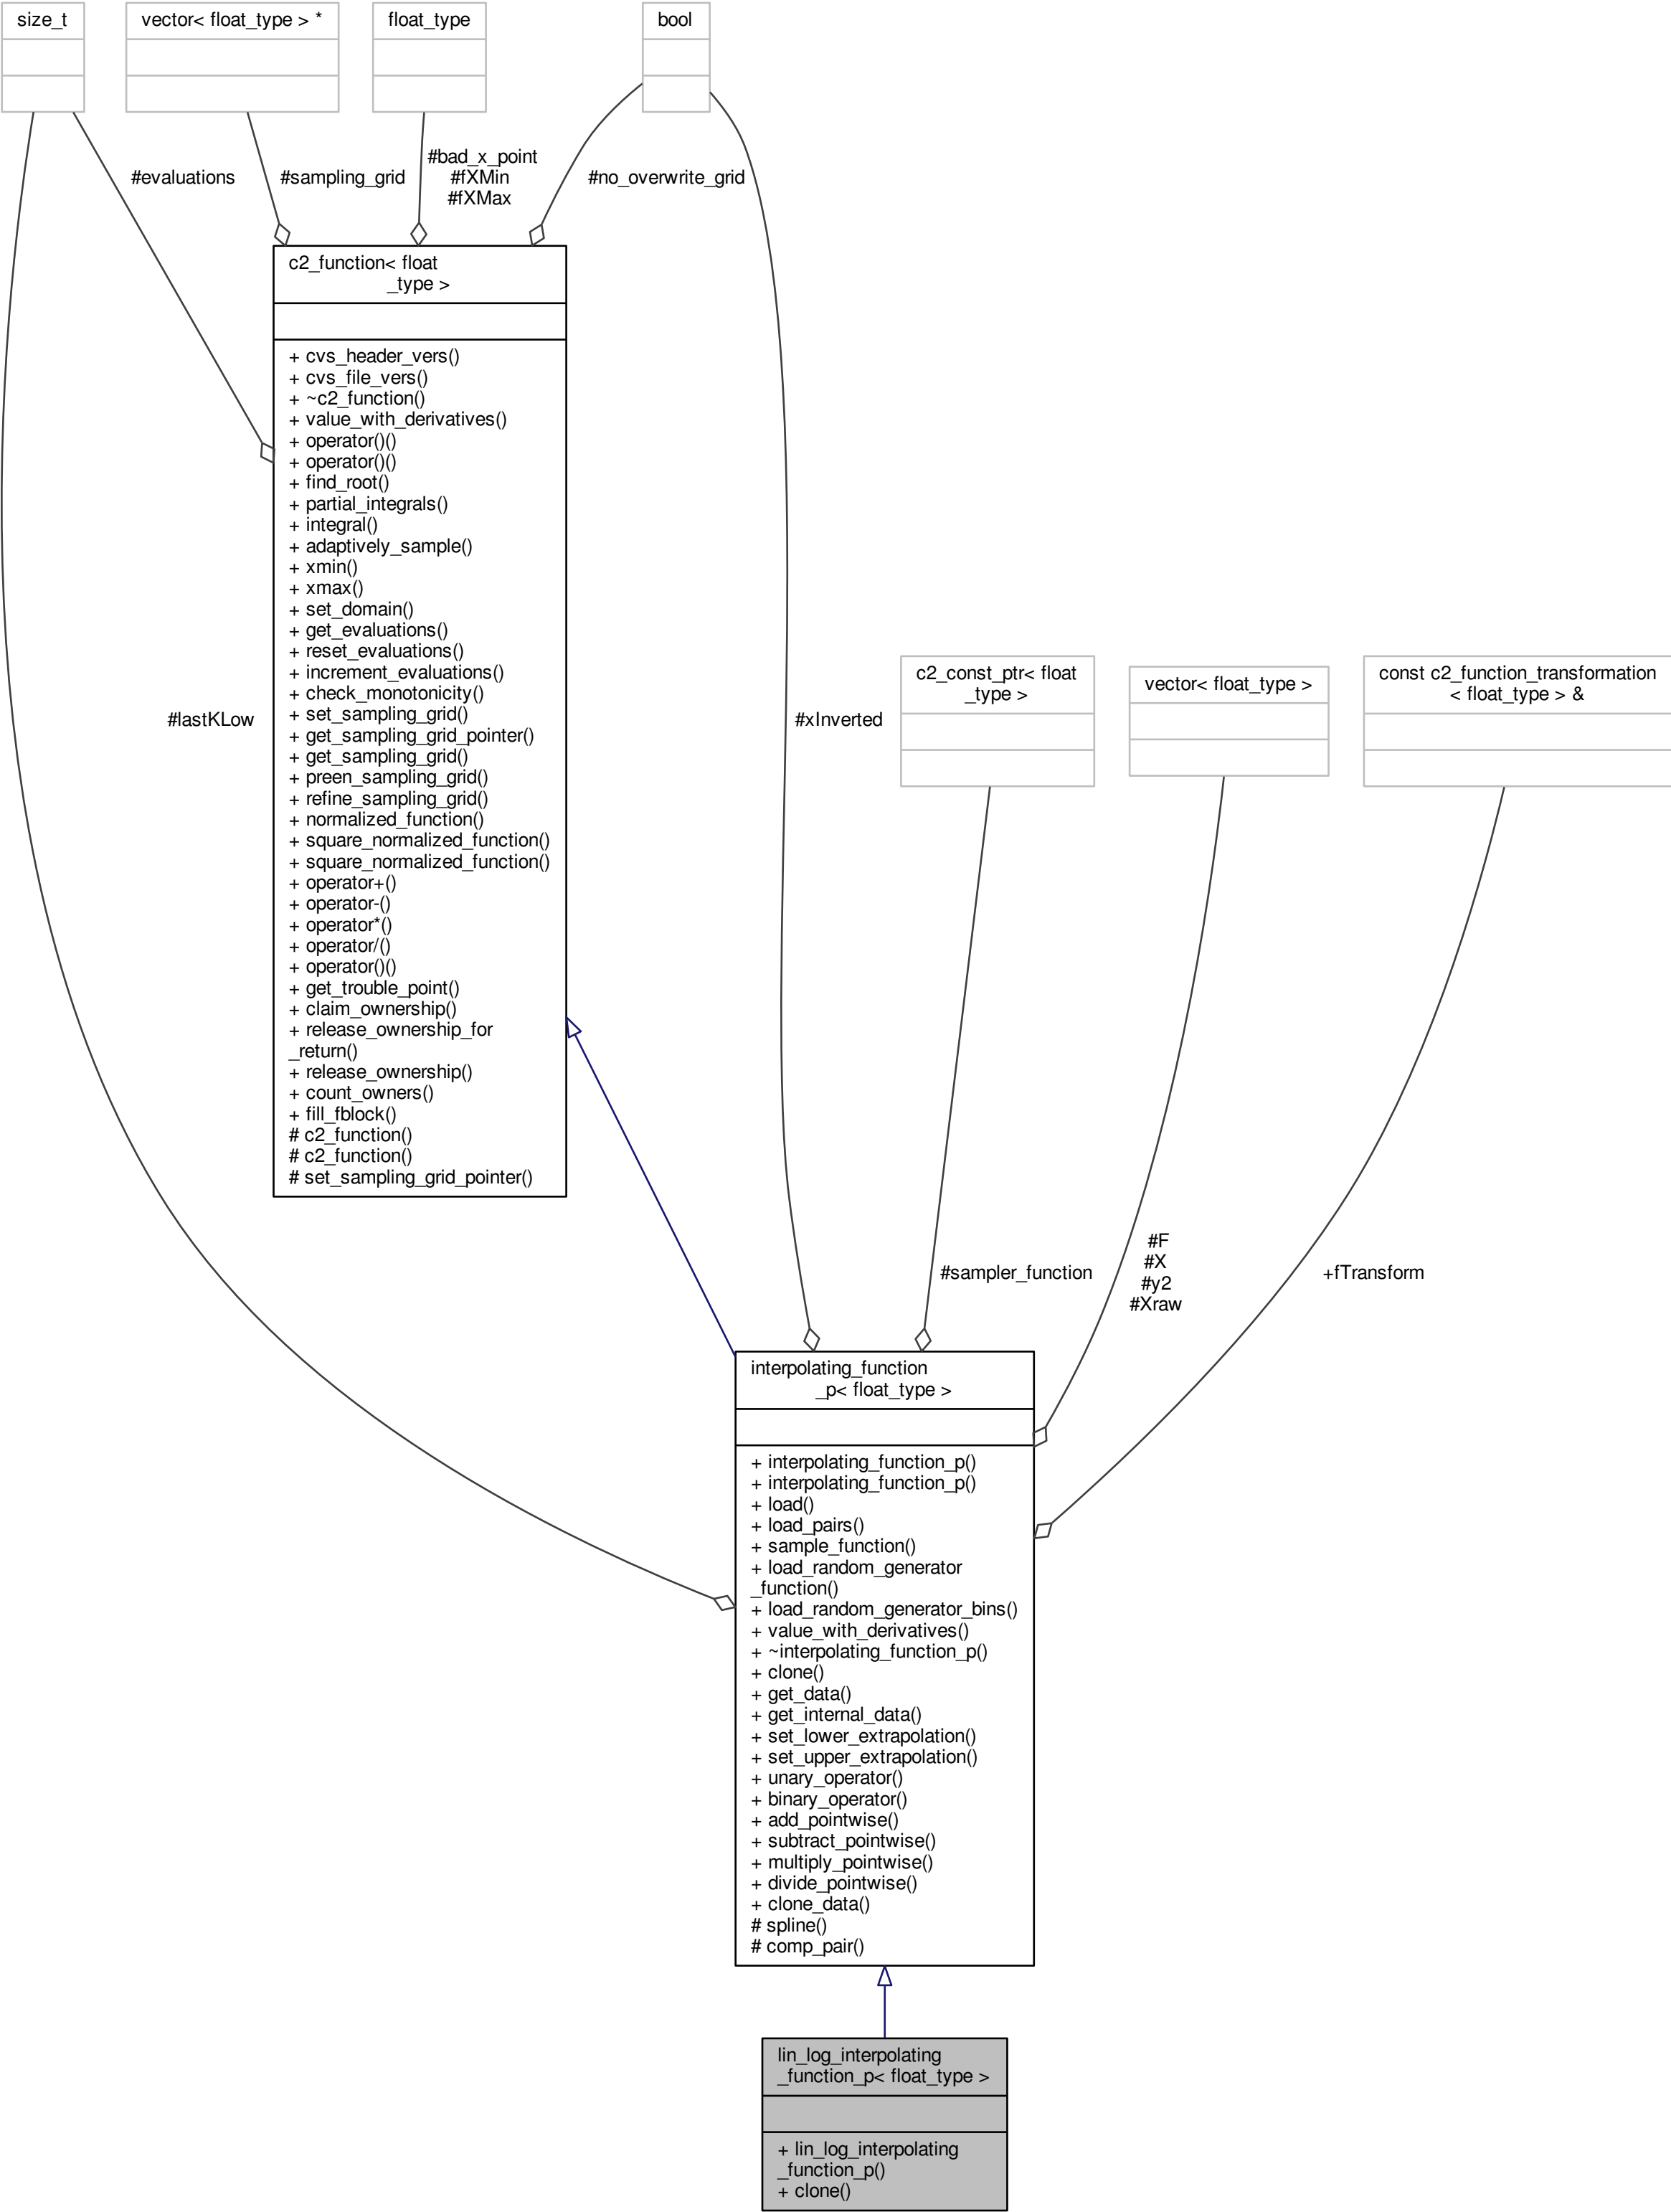 size_t
vector< float_type > *
float_type
bool
#bad_x_point
#evaluations
#sampling_grid
#fXMin
#no_overwrite_grid
#fXMax
c2_function< float
_type >
+ cvs_header_vers()
+ cvs_file_vers()
+ ~c2_function()
+ value_with_derivatives()
+ operator()()
+ operator()()
+ find_root()
+ partial_integrals()
+ integral()
+ adaptively_sample()
+ xmin()
+ xmax()
+ set_domain()
+ get_evaluations()
+ reset_evaluations()
+ increment_evaluations()
+ check_monotonicity()
+ set_sampling_grid()
+ get_sampling_grid_pointer()
+ get_sampling_grid()
+ preen_sampling_grid()
+ refine_sampling_grid()
+ normalized_function()
+ square_normalized_function()
+ square_normalized_function()
+ operator+()
+ operator-()
+ operator*()
+ operator/()
+ operator()()
+ get_trouble_point()
+ claim_ownership()
+ release_ownership_for
_return()
+ release_ownership()
+ count_owners()
+ fill_fblock()
# c2_function()
# c2_function()
# set_sampling_grid_pointer()
#lastKLow
#xInverted
c2_const_ptr< float
_type >
vector< float_type >
const c2_function_transformation
< float_type > &
#sampler_function
#F
#X
#y2
#Xraw
+fTransform
interpolating_function
_p< float_type >
+ interpolating_function_p()
+ interpolating_function_p()
+ load()
+ load_pairs()
+ sample_function()
+ load_random_generator
_function()
+ load_random_generator_bins()
+ value_with_derivatives()
+ ~interpolating_function_p()
+ clone()
+ get_data()
+ get_internal_data()
+ set_lower_extrapolation()
+ set_upper_extrapolation()
+ unary_operator()
+ binary_operator()
+ add_pointwise()
+ subtract_pointwise()
+ multiply_pointwise()
+ divide_pointwise()
+ clone_data()
# spline()
# comp_pair()
lin_log_interpolating
_function_p< float_type >
+ lin_log_interpolating
_function_p()
+ clone()